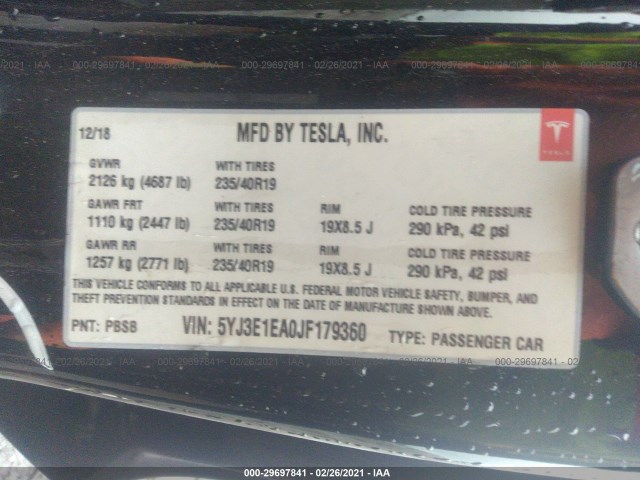 000-29697841 02/26/2021 - IAA
12/18
MFD BY TESLA, INC.
TESLA
GVWR WITH TIRES
2126 kg (4687 lb) 235/40R19
GAWR FRT WITH TIRES RIM COLD TIRE PRESSURE
1110 kg (2447 lb) 235/40R19 19X8.5 J 290 kPa, 42 psi
GAWR RR WITH TIRES RIM COLD TIRE PRESSURE
1257 kg (2771 lb) 235/40R19 19X8.5 J 290 kPa, 42 psi
THIS VEHICLE CONFORMS TO ALL APPLICABLE U.S. FEDERAL MOTOR VEHICLE SAFETY, BUMPER, AND
THEFT PREVENTION STANDARDS IN EFFECT ON THE DATE OF MANUFACTURE SHOWN ABOVE.
PNT: PBSB VIN: 5YJ3E1EA0JF179360 TYPE: PASSENGER CAR
000-29697841 | 02/26/2021 | - IAA